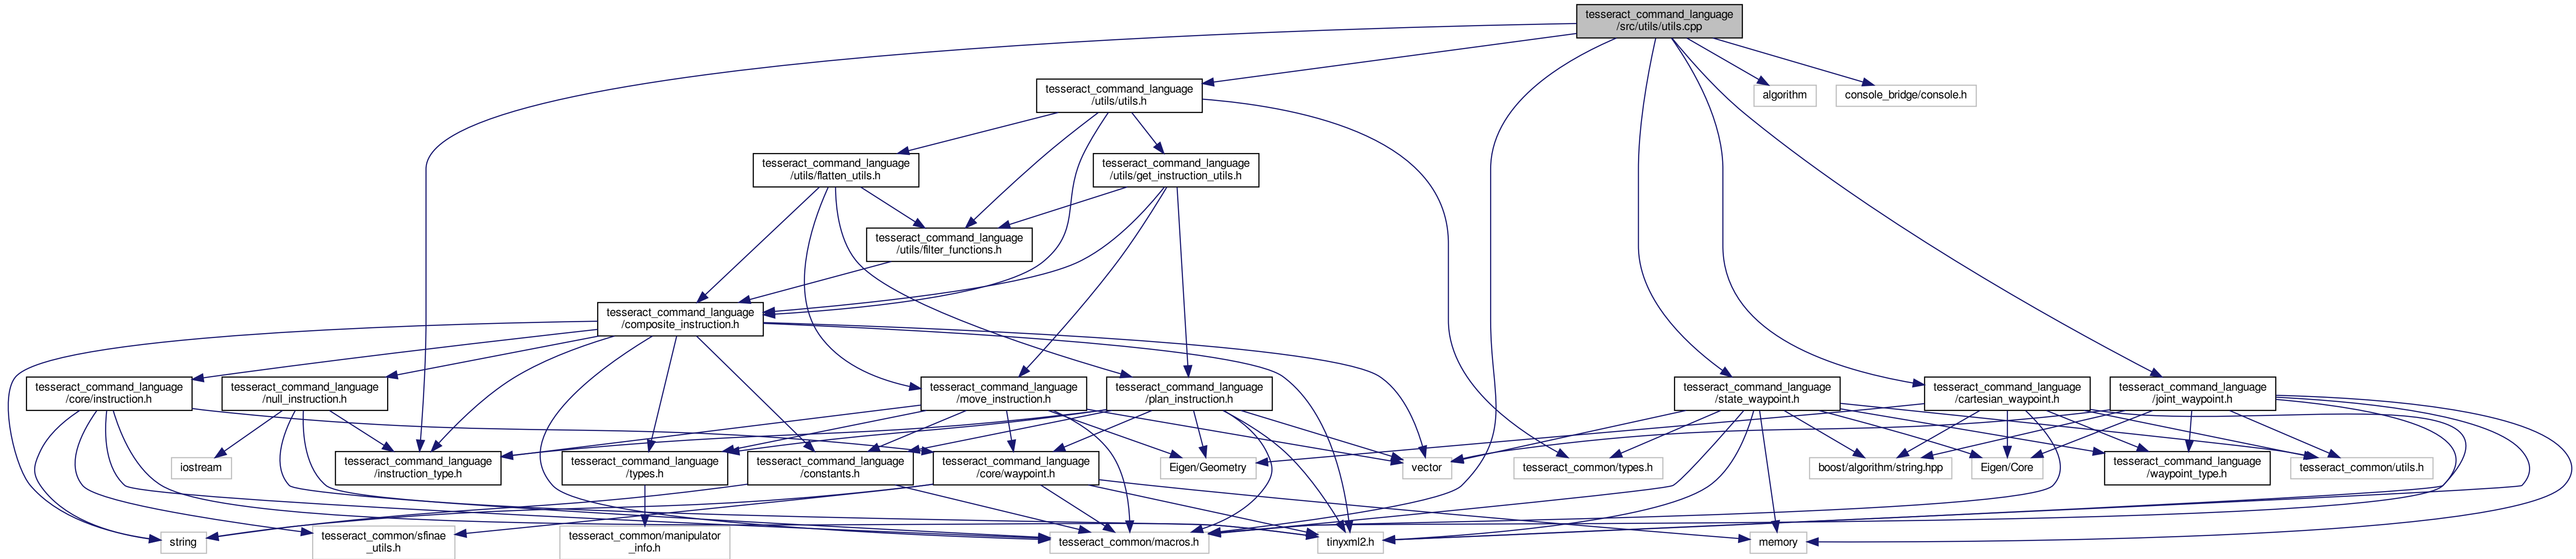 tesseract_command_language
/src/utils/utils.cpp
tesseract_command_language
/utils/utils.h
algorithm
console_bridge/console.h
tesseract_command_language
/utils/flatten_utils.h
tesseract_command_language
/utils/get_instruction_utils.h
tesseract_command_language
/utils/filter_functions.h
tesseract_command_language
/composite_instruction.h
tesseract_command_language
/core/instruction.h
tesseract_command_language
/null_instruction.h
tesseract_command_language
/move_instruction.h
tesseract_command_language
/plan_instruction.h
tesseract_command_language
/state_waypoint.h
tesseract_command_language
/cartesian_waypoint.h
tesseract_command_language
/joint_waypoint.h
iostream
tesseract_command_language
/instruction_type.h
tesseract_command_language
/types.h
tesseract_command_language
/constants.h
tesseract_command_language
/core/waypoint.h
Eigen/Geometry
vector
tesseract_common/types.h
boost/algorithm/string.hpp
Eigen/Core
tesseract_command_language
/waypoint_type.h
tesseract_common/utils.h
string
tesseract_common/sfinae
_utils.h
tesseract_common/manipulator
_info.h
tesseract_common/macros.h
tinyxml2.h
memory